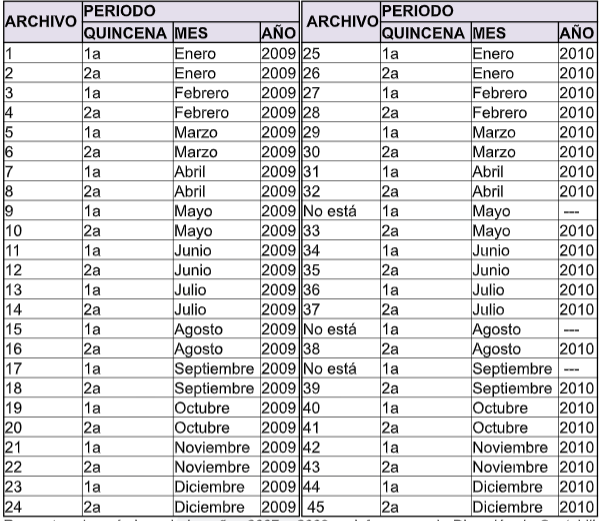 ARCHIVO PERIODO ARCHIVO PERIODO
QUINCENA MES AÑO QUINCENA MES AÑO
1 1a Enero 2009 25 1a Enero 2010
2 2a Enero 2009 26 2a Enero 2010
3 1a Febrero 2009 27 1a Febrero 2010
4 2a Febrero 2009 28 2a Febrero 2010
5 1a Marzo 2009 29 1a Marzo 2010
6 2a Marzo 2009 30 2a Marzo 2010
7 1a Abril 2009 31 1a Abril 2010
8 2a Abril 2009 32 2a Abril 2010
9 1a Mayo 2009 No está 1a Mayo ---
10 2a Mayo 2009 33 2a Mayo 2010
11 1a Junio 2009 34 1a Junio 2010
12 2a Junio 2009 35 2a Junio 2010
13 1a Julio 2009 36 1a Julio 2010
14 2a Julio 2009 37 2a Julio 2010
15 1a Agosto 2009 No está 1a Agosto ---
16 2a Agosto 2009 38 2a Agosto 2010
17 1a Septiembre 2009 No está 1a Septiembre ---
18 2a Septiembre 2009 39 2a Septiembre 2010
19 1a Octubre 2009 40 1a Octubre 2010
20 2a Octubre 2009 41 2a Octubre 2010
21 1a Noviembre 2009 42 1a Noviembre 2010
22 2a Noviembre 2009 43 2a Noviembre 2010
23 1a Diciembre 2009 44 1a Diciembre 2010
24 2a Diciembre 2009 45 2a Diciembre 2010